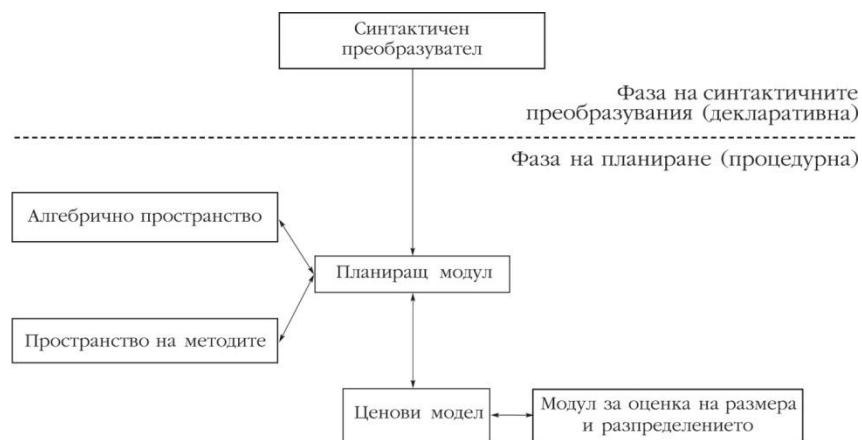 Синтактичен
преобразувател
Фаза на синтактичните
преобразувания (декларативна)
Фаза на планиране (процедурна)
Алгебрично пространство
Планиращ модул
Пространство на методите
Ценови модел
Модул за оценка на размера
и разпределението